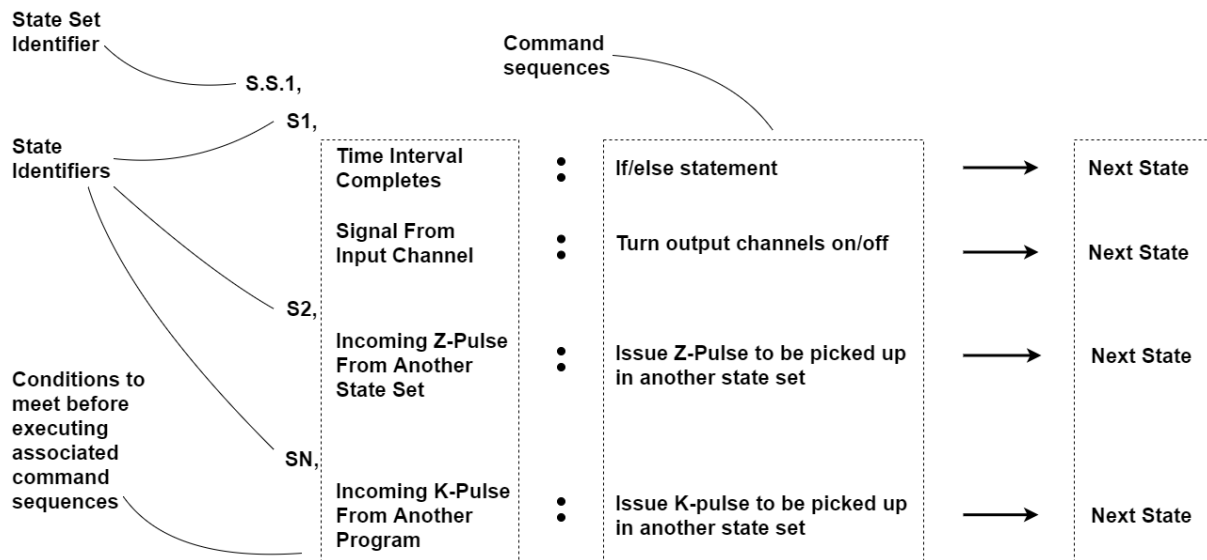 State Set
Identifier
Command
sequences
S.S.1,
S1,
State
Identifiers
Time Interval
Completes
:
If/else statement
Next State
Signal From
Input Channel
:
Turn output channels on/off
Next State
S2,
Incoming Z-Pulse
From Another
State Set
:
Issue Z-Pulse to be picked up
in another state set
Next State
Conditions to
meet before
executing
associated
command
sequences
SN,
Incoming K-Pulse
From Another
Program
:
Issue K-pulse to be picked up
in another state set
Next State